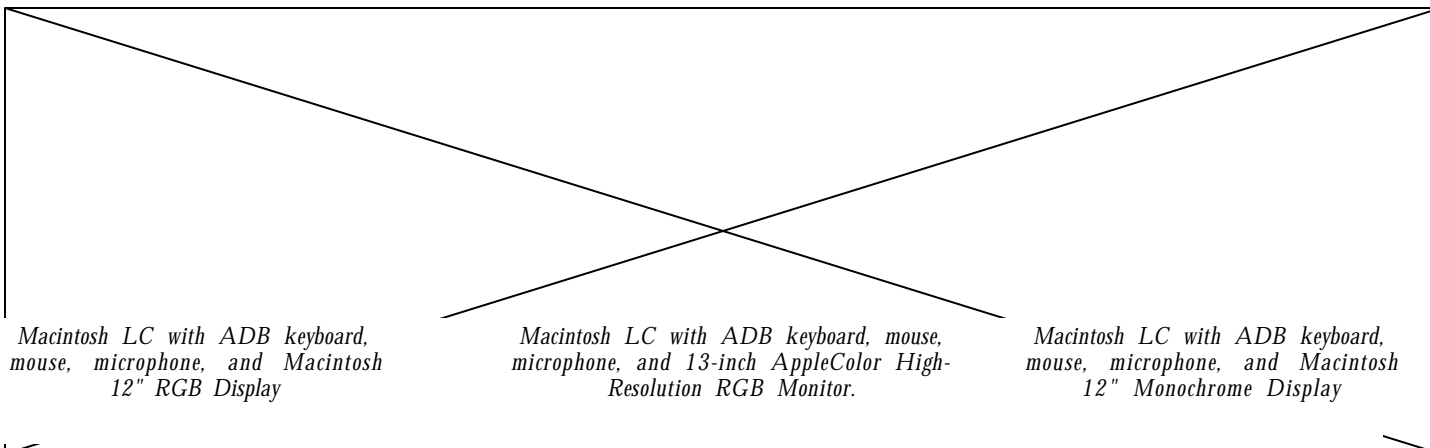 Macintosh LC with ADB keyboard,
mouse, microphone, and Macintosh
12" RGB Display
Macintosh LC with ADB keyboard, mouse,
microphone, and 13-inch AppleColor High-
Resolution RGB Monitor.
Macintosh LC with ADB keyboard,
mouse, microphone, and Macintosh
12" Monochrome Display